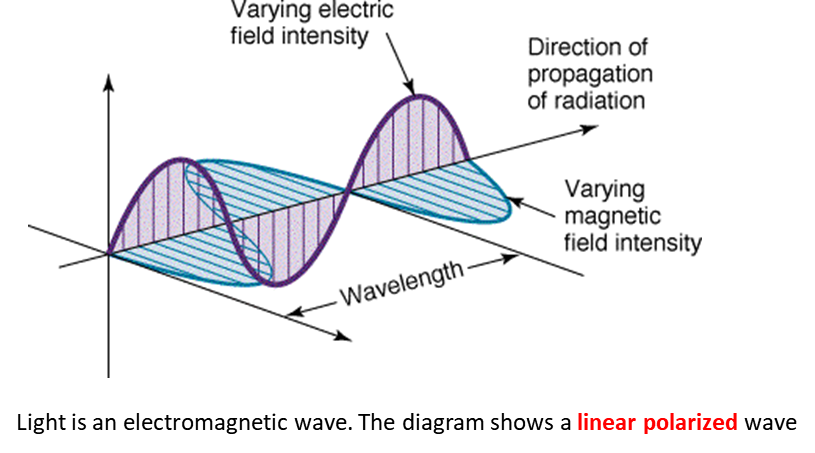 Varying electric
field intensity
Direction of
propagation
of radiation
Varying
magnetic
field intensity
Wavelength
Light is an electromagnetic wave. The diagram shows a linear polarized wave